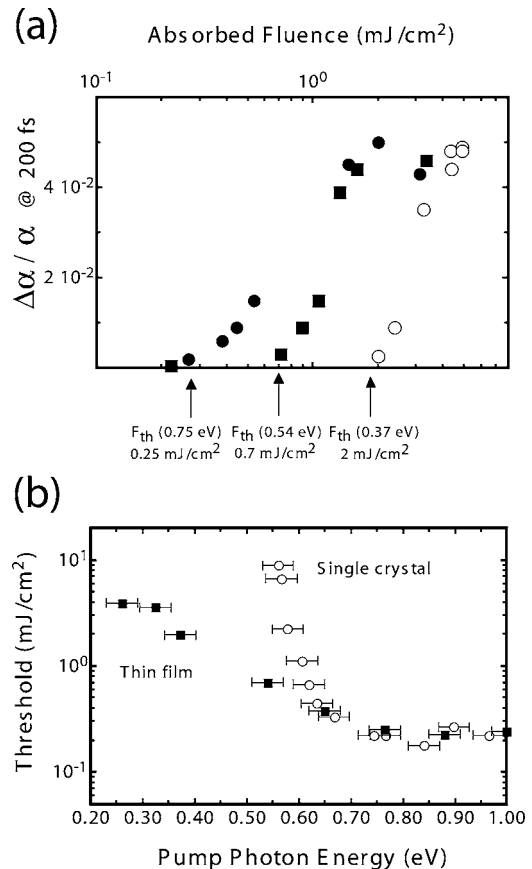 (a)
Absorbed Fluence (mJ/cm²)
10⁻¹ 10⁰
Δα / α @ 200 fs
4 10⁻²
2 10⁻²
F_th (0.75 eV) F_th (0.54 eV) F_th (0.37 eV)
0.25 mJ/cm² 0.7 mJ/cm² 2 mJ/cm²
(b)
Threshold (mJ/cm²)
10¹
Single crystal
10⁰
Thin film
10⁻¹
0.20 0.30 0.40 0.50 0.60 0.70 0.80 0.90 1.00
Pump Photon Energy (eV)